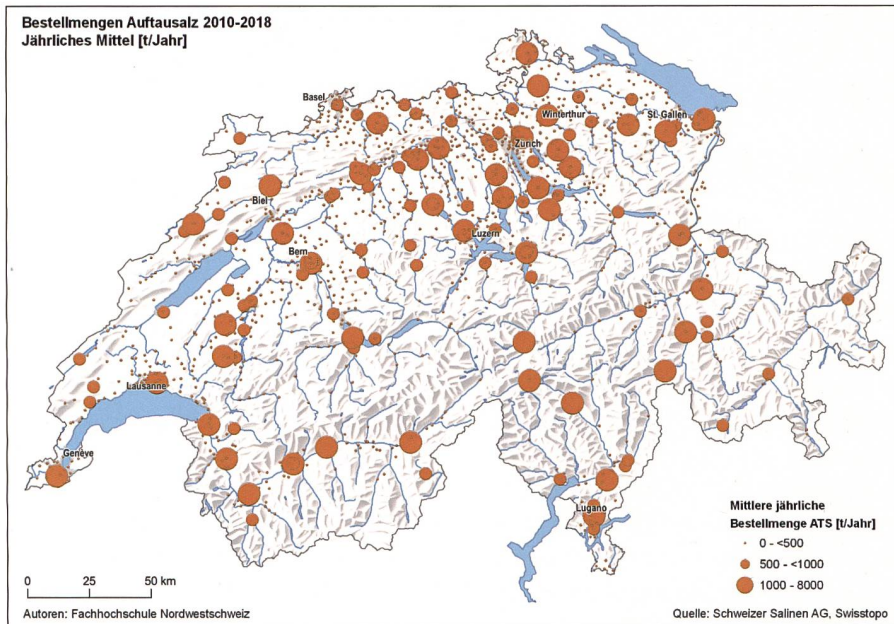 Bestellmengen Auftausalz 2010-2018
Jährliches Mittel [t/Jahr]
Basel
Winterthur
St. Gallen
Zürich
Biel
Luzern
Bern
Lausanne
Genève
Lugano
Mittlere jährliche
Bestellmenge ATS [t/Jahr]
0 - <500
500 - <1000
1000 - 8000
0 25 50 km
Autoren: Fachhochschule Nordwestschweiz
Quelle: Schweizer Salinen AG, Swisstopo